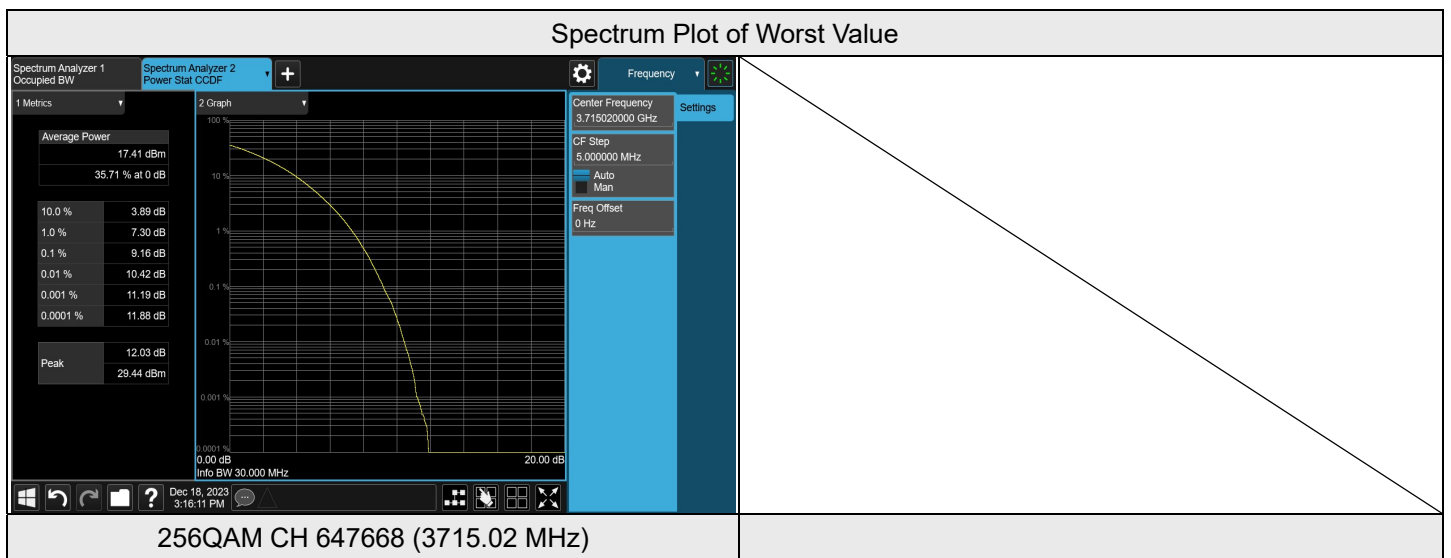 Spectrum Plot of Worst Value
Spectrum Analyzer 1
Occupied BW
Spectrum Analyzer 2
Power Stat CCDF
+
Frequency
1 Metrics
2 Graph
Center Frequency
3.715020000 GHz
Settings
CF Step
5.000000 MHz
Auto
Man
Freq Offset
0 Hz
Average Power
17.41 dBm
35.71 % at 0 dB
10.0 % 3.89 dB
1.0 % 7.30 dB
0.1 % 9.16 dB
0.01 % 10.42 dB
0.001 % 11.19 dB
0.0001 % 11.88 dB
Peak
12.03 dB
29.44 dBm
100 %
10 %
1 %
0.1 %
0.01 %
0.001 %
0.0001 %
0.00 dB 20.00 dB
Info BW 30.000 MHz
?
Dec 18, 2023
3:16:11 PM
256QAM CH 647668 (3715.02 MHz)